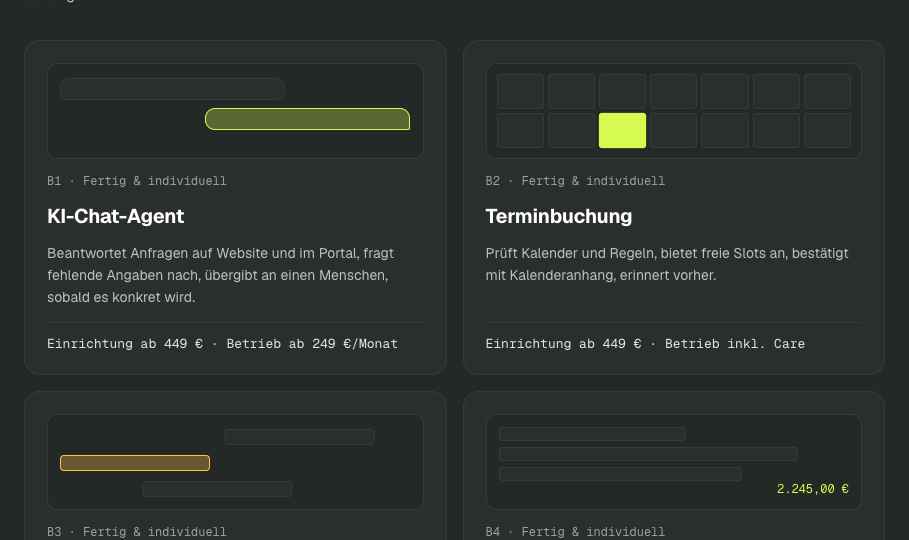 B1 · Fertig & individuell
KI-Chat-Agent
Beantwortet Anfragen auf Website und im Portal, fragt
fehlende Angaben nach, übergibt an einen Menschen,
sobald es konkret wird.
Einrichtung ab 449 € · Betrieb ab 249 €/Monat
B2 · Fertig & individuell
Terminbuchung
Prüft Kalender und Regeln, bietet freie Slots an, bestätigt
mit Kalenderanhang, erinnert vorher.
Einrichtung ab 449 € · Betrieb inkl. Care
B3 · Fertig & individuell
2.245,00 €
B4 · Fertig & individuell